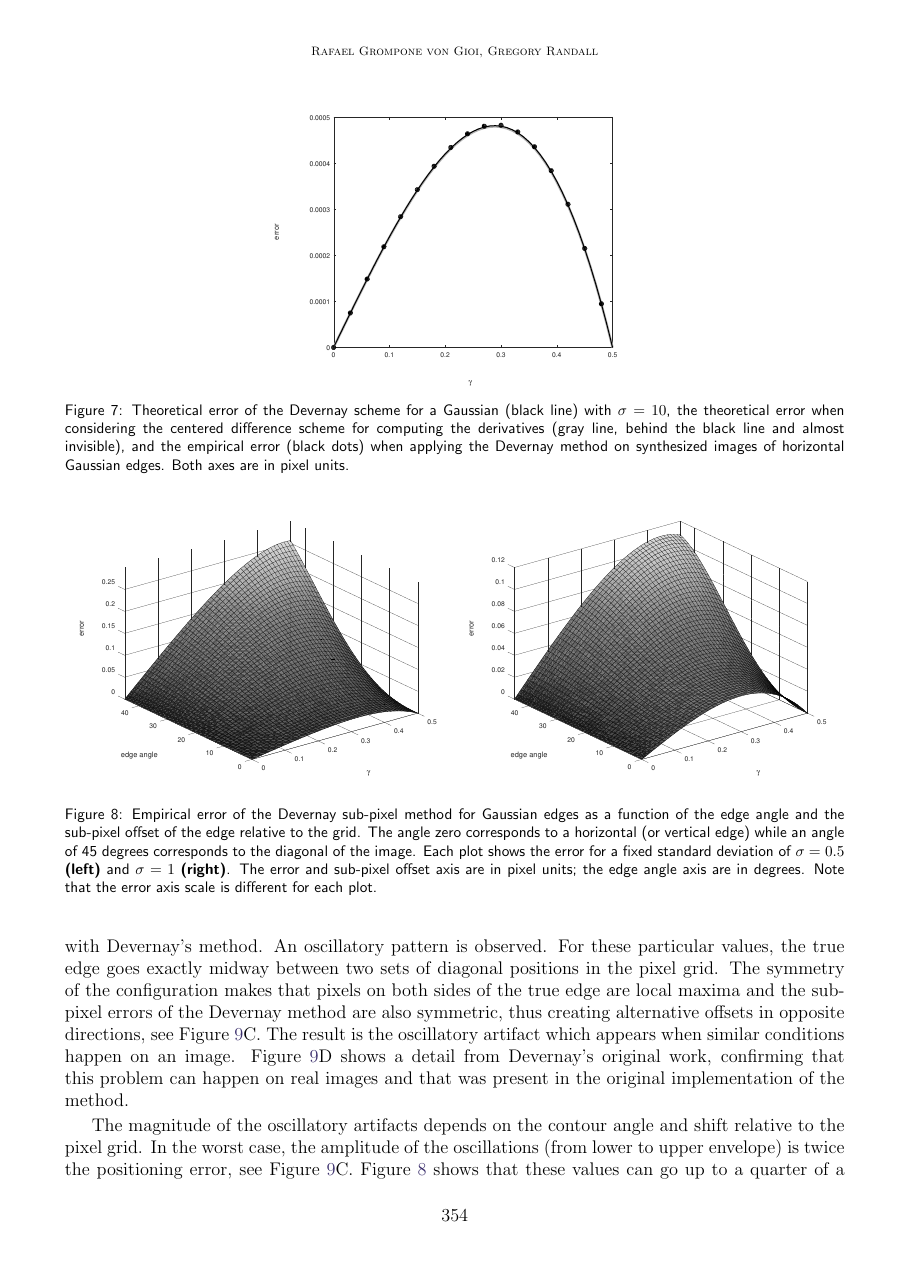 Rafael Grompone von Gioi, Gregory Randall
0.0005
0.0004
0.0003
0.0002
0.0001
0
error
0 0.1 0.2 0.3 0.4 0.5
γ
Figure 7: Theoretical error of the Devernay scheme for a Gaussian (black line) with σ = 10, the theoretical error when
considering the centered difference scheme for computing the derivatives (gray line, behind the black line and almost
invisible), and the empirical error (black dots) when applying the Devernay method on synthesized images of horizontal
Gaussian edges. Both axes are in pixel units.
0.25
0.2
0.15
0.1
0.05
0
error
40
30
20
10
0
edge angle
0
0.1
0.2
0.3
0.4
0.5
γ
0.12
0.1
0.08
0.06
0.04
0.02
0
error
40
30
20
10
0
edge angle
0
0.1
0.2
0.3
0.4
0.5
γ
Figure 8: Empirical error of the Devernay sub-pixel method for Gaussian edges as a function of the edge angle and the
sub-pixel offset of the edge relative to the grid. The angle zero corresponds to a horizontal (or vertical edge) while an angle
of 45 degrees corresponds to the diagonal of the image. Each plot shows the error for a fixed standard deviation of σ = 0.5
(left) and σ = 1 (right). The error and sub-pixel offset axis are in pixel units; the edge angle axis are in degrees. Note
that the error axis scale is different for each plot.
with Devernay's method. An oscillatory pattern is observed. For these particular values, the true
edge goes exactly midway between two sets of diagonal positions in the pixel grid. The symmetry
of the configuration makes that pixels on both sides of the true edge are local maxima and the sub-
pixel errors of the Devernay method are also symmetric, thus creating alternative offsets in opposite
directions, see Figure 9C. The result is the oscillatory artifact which appears when similar conditions
happen on an image. Figure 9D shows a detail from Devernay's original work, confirming that
this problem can happen on real images and that was present in the original implementation of the
method.
The magnitude of the oscillatory artifacts depends on the contour angle and shift relative to the
pixel grid. In the worst case, the amplitude of the oscillations (from lower to upper envelope) is twice
the positioning error, see Figure 9C. Figure 8 shows that these values can go up to a quarter of a
354